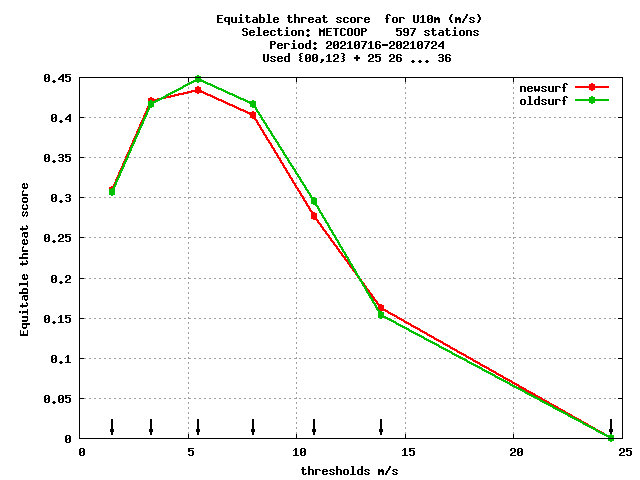 Equitable threat score  for U10m (m/s)
Selection: METCOOP    597 stations
Period: 20210716-20210724
Used {00,12} + 25 26 ... 36
newsurf
oldsurf
Equitable threat score
0.45
0.4
0.35
0.3
0.25
0.2
0.15
0.1
0.05
0
0 5 10 15 20 25
thresholds m/s